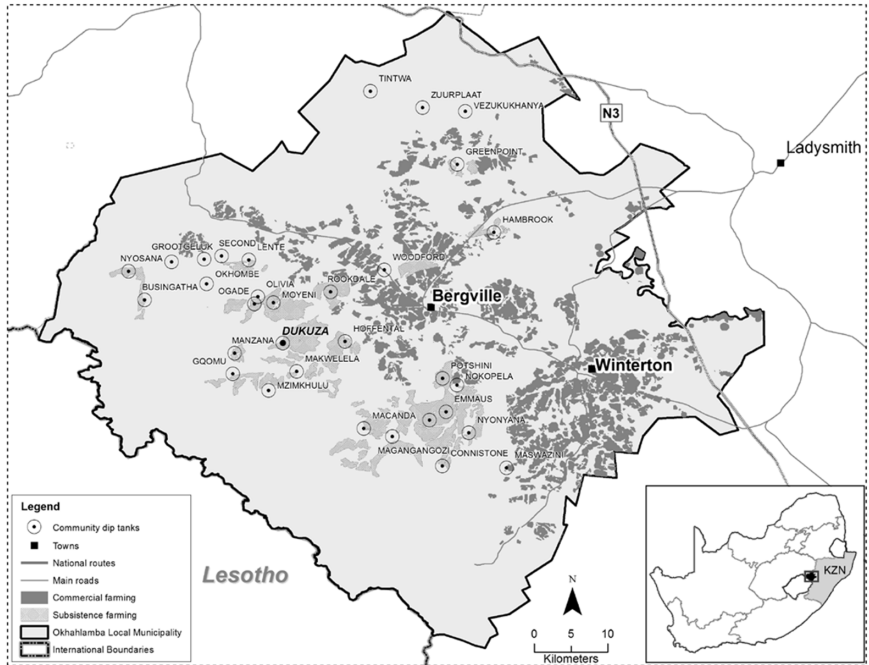 TINTWA
ZUURPLAAT
VEZUKUKHANYA
N3
Ladysmith
GREENPOINT
HAMBROOK
GROOTGELUK
SECOND
LENTE
NYOSANA
WOODFORD
OKHOMBE
BUSINGATHA
OLIVIA
ROOKDALE
OGADE
MOYENI
Bergville
DUKUZA
HOFFENTAL
MANZANA
MAKWELELA
GQOMU
Winterton
POTSHINI
NOKOPELA
MZIMKHULU
EMMAUS
MACANDA
NYONYANA
MAGANGANGOZI
CONNISTONE
MASWAZINI
Legend
Community dip tanks
Towns
National routes
Main roads
Commercial farming
Subsistence farming
Okhahlamba Local Municipality
International Boundaries
Lesotho
N
0 5 10
Kilometers
KZN